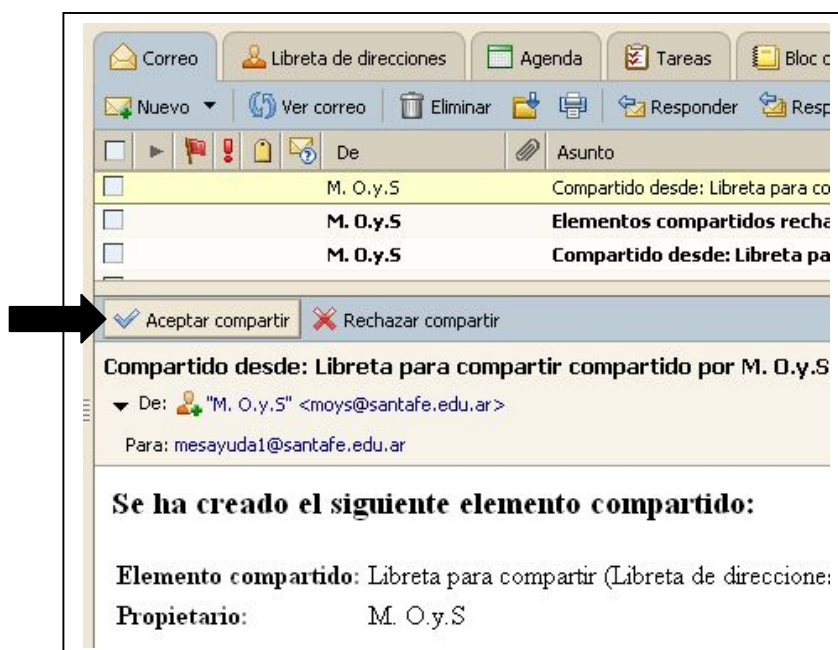 Correo Libreta de direcciones Agenda Tareas Bloc
Nuevo Ver correo Eliminar Responder Resp
De Asunto
M. O.y.S Compartido desde: Libreta para co
M. O.y.S Elementos compartidos recha
M. O.y.S Compartido desde: Libreta pa
Aceptar compartir Rechazar compartir
Compartido desde: Libreta para compartir compartido por M. O.y.S
De: "M. O.y.S" <moys@santafe.edu.ar>
Para: mesayuda1@santafe.edu.ar
Se ha creado el siguiente elemento compartido:
Elemento compartido: Libreta para compartir (Libreta de direcciones
Propietario: M. O.y.S